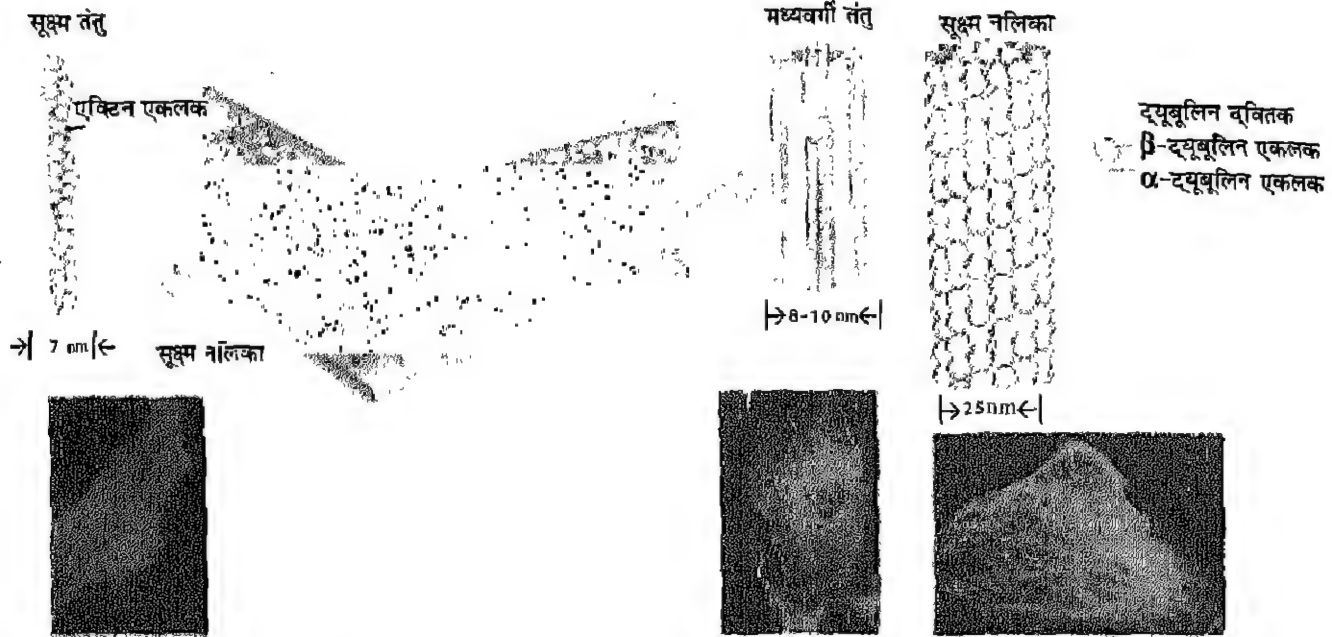 सूक्ष्म तंतु
एक्टिन एकलक
→| 7 nm|←
सूक्ष्म नलिका
मध्यवर्गी तंतु
|→8-10 nm←|
सूक्ष्म नलिका
|→25nm←|
ट्यूबूलिन द्वितक
β-ट्यूबूलिन एकलक
α-ट्यूबूलिन एकलक